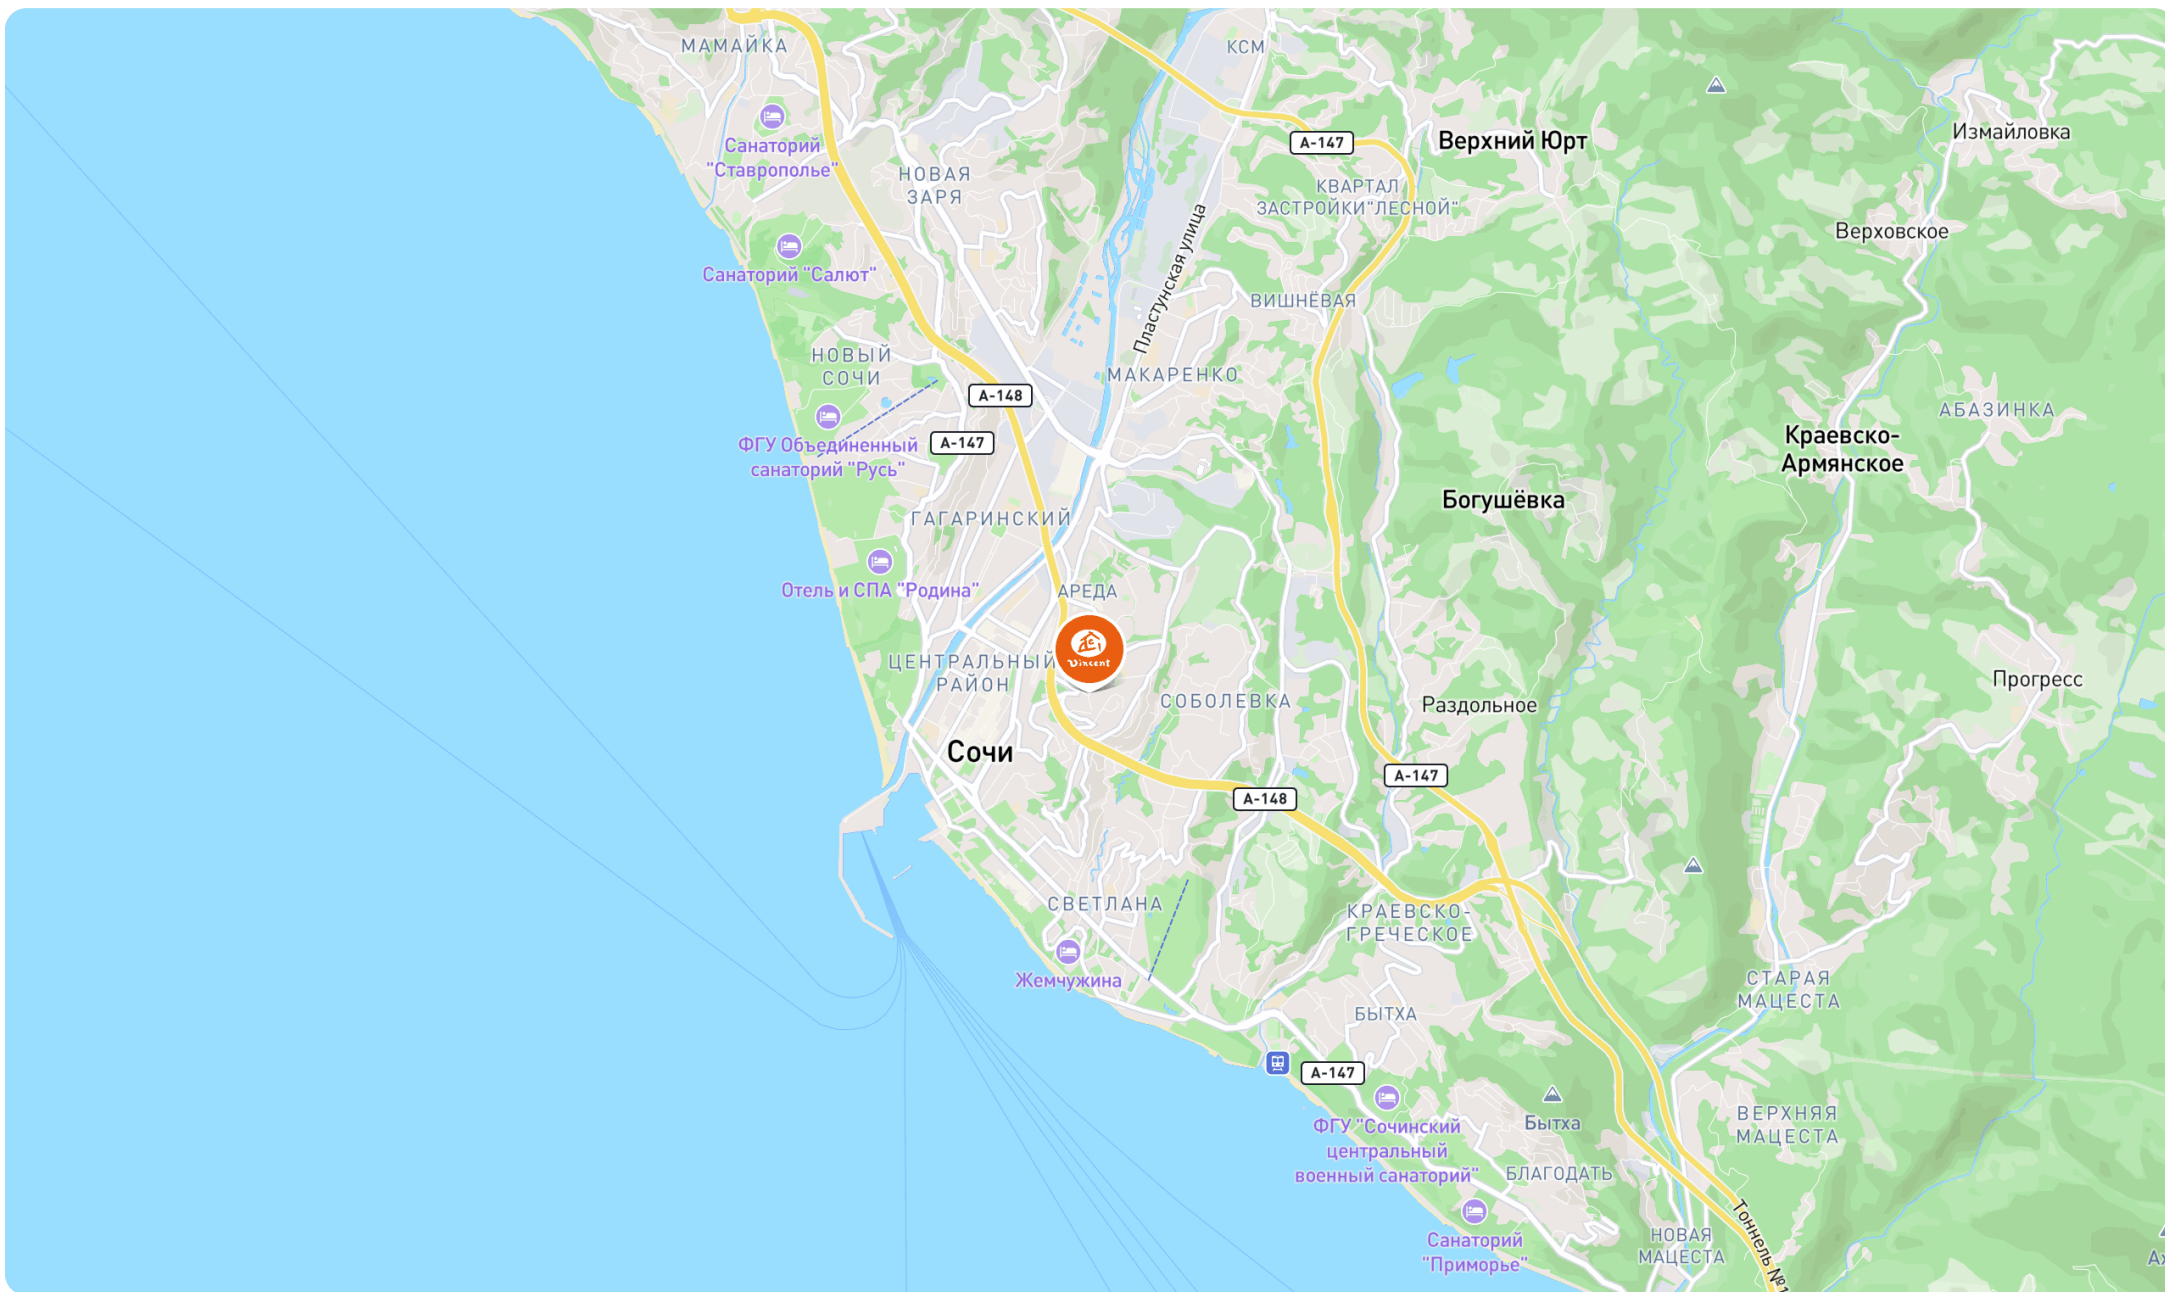 МАМАЙКА
КСМ
Санаторий
"Ставрополье"
НОВАЯ
ЗАРЯ
А-147
Верхний Юрт
Измайловка
КВАРТАЛ
ЗАСТРОЙКИ"ЛЕСНОЙ"
Верховское
Санаторий "Салют"
Пластунская улица
ВИШНЁВАЯ
НОВЫЙ
СОЧИ
МАКАРЕНКО
А-148
АБАЗИНКА
А-147
ФГУ Объединенный
санаторий "Русь"
Краевско-
Армянское
Богушёвка
ГАГАРИНСКИЙ
Отель и СПА "Родина"
АРЕДА
Vincent
ЦЕНТРАЛЬНЫЙ
РАЙОН
СОБОЛЕВКА
Раздольное
Прогресс
Сочи
А-147
А-148
СВЕТЛАНА
КРАЕВСКО-
ГРЕЧЕСКОЕ
Жемчужина
СТАРАЯ
МАЦЕСТА
БЫТХА
А-147
ФГУ "Сочинский
центральный
военный санаторий"
Бытха
ВЕРХНЯЯ
МАЦЕСТА
БЛАГОДАТЬ
Санаторий
"Приморье"
НОВАЯ
МАЦЕСТА
Тоннель №1